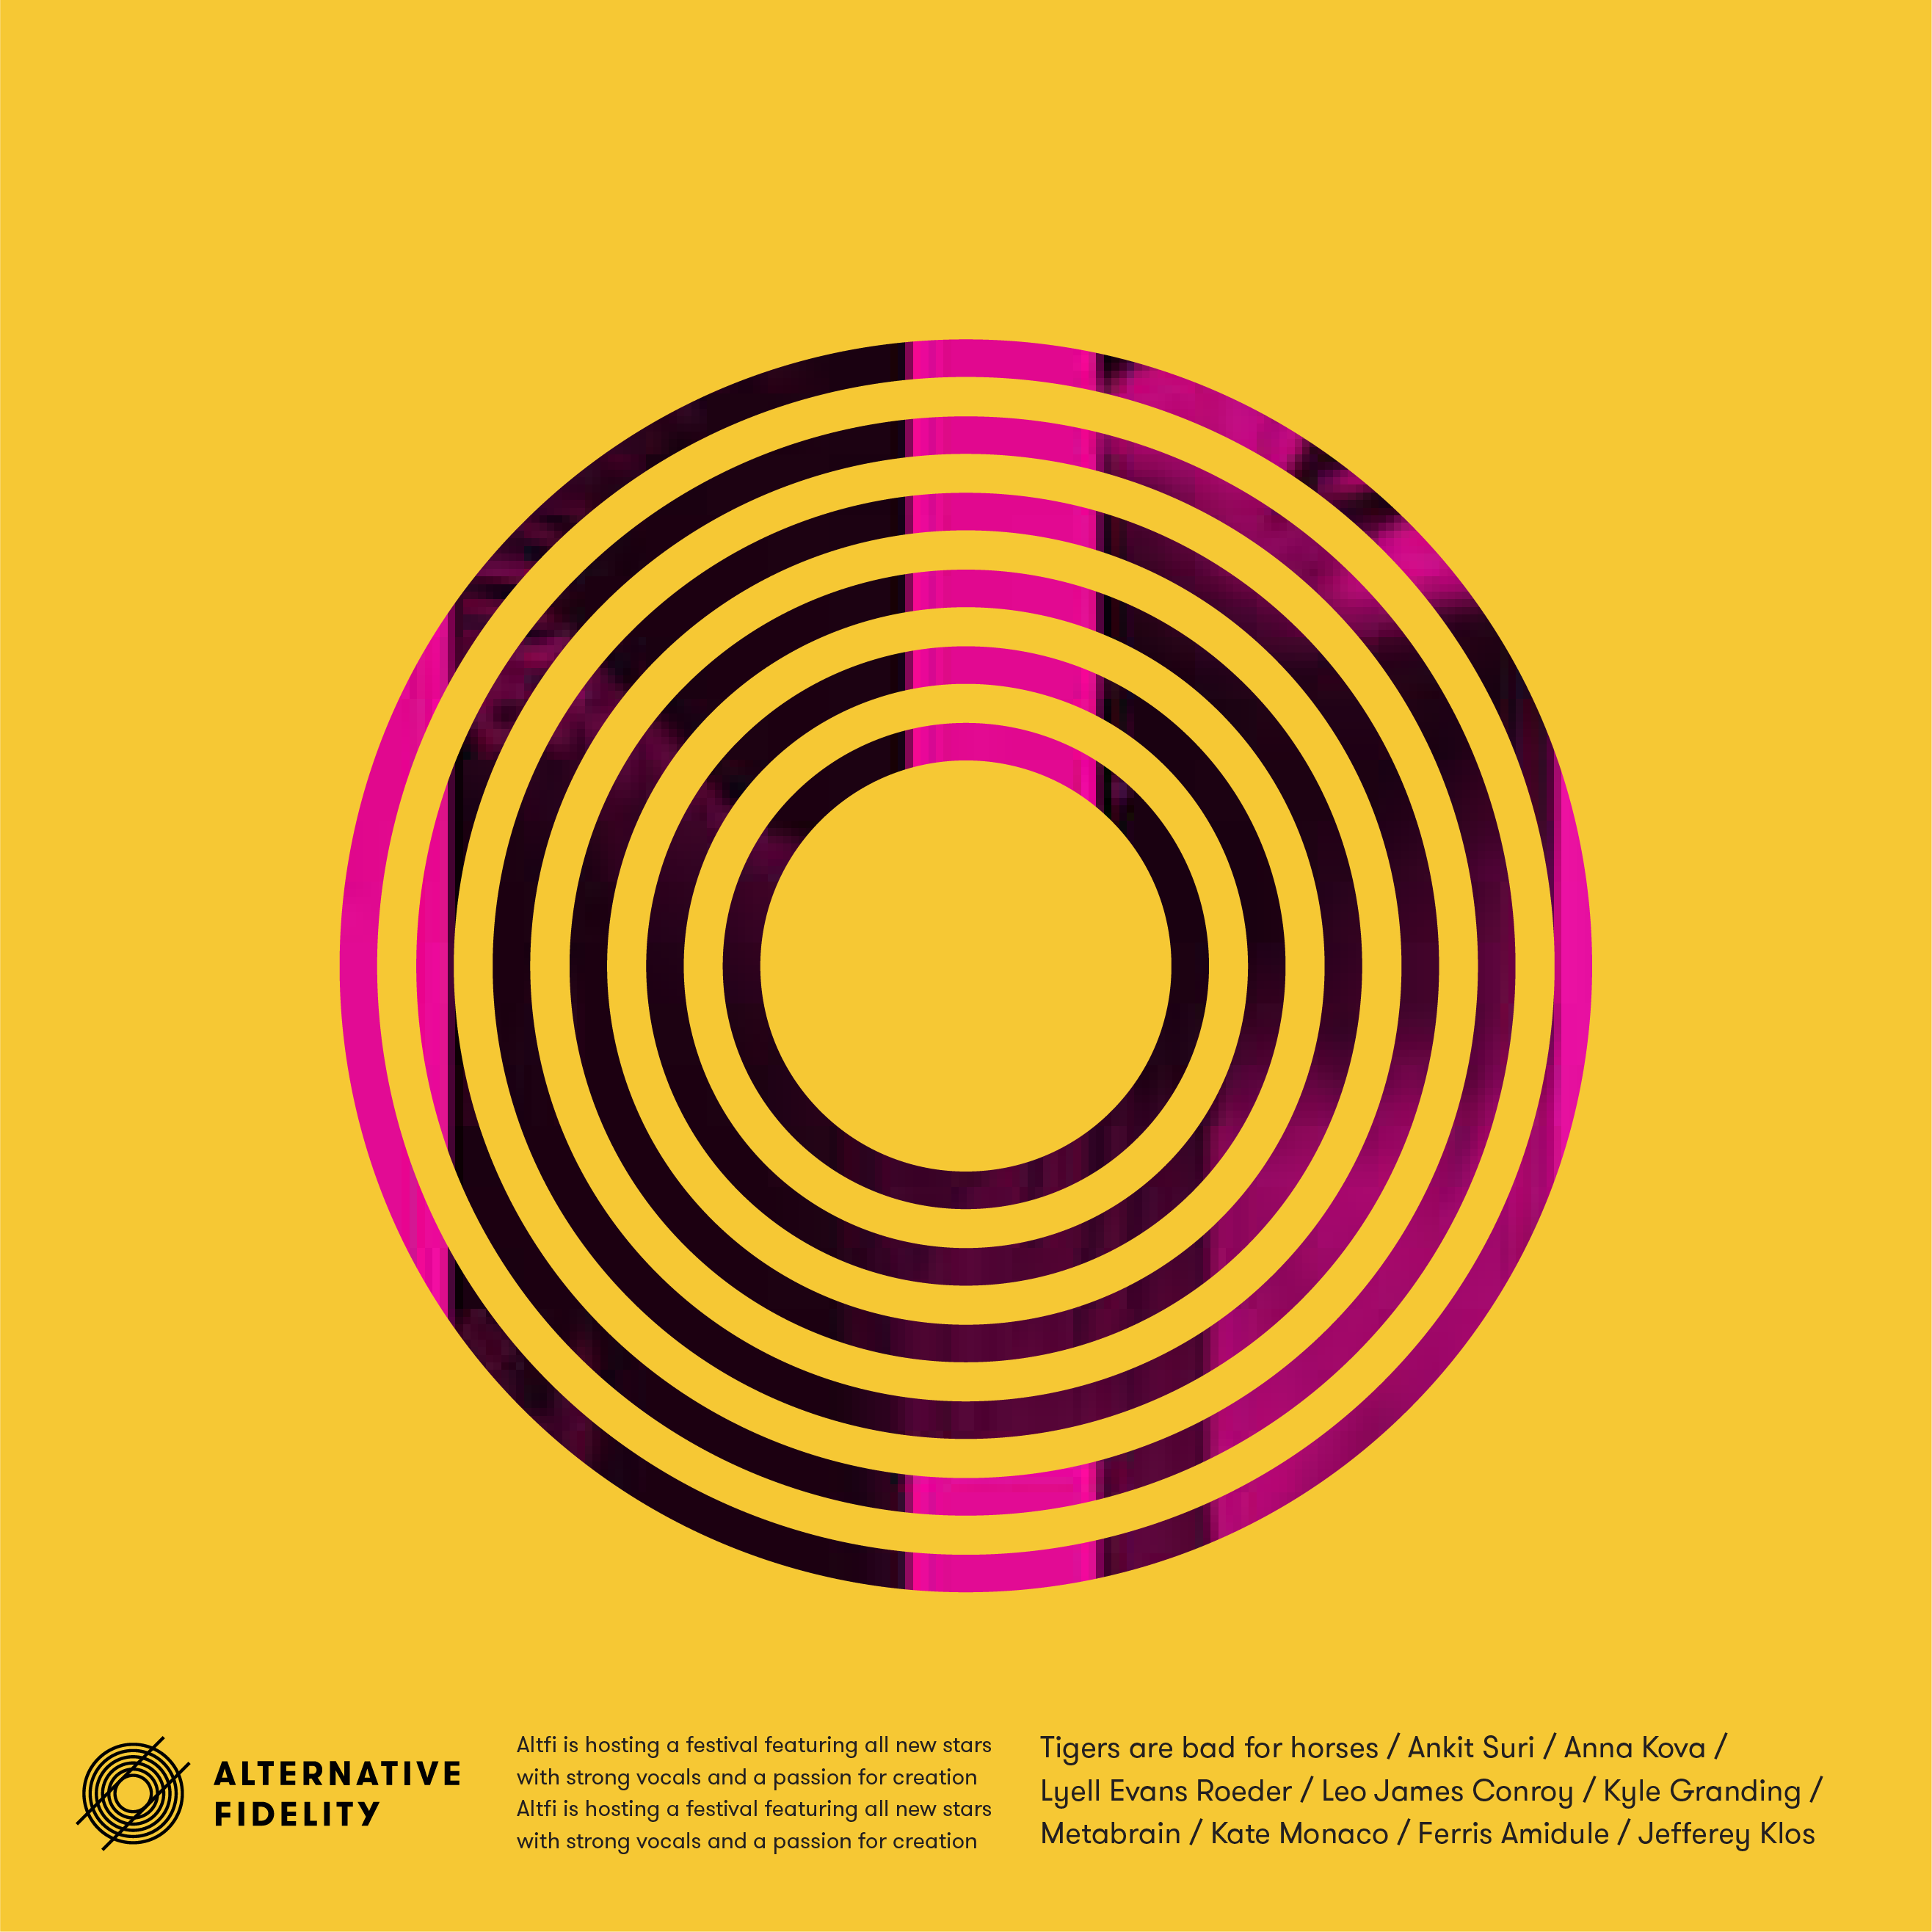 ALTERNATIVE
FIDELITY
Altfi is hosting a festival featuring all new stars
with strong vocals and a passion for creation
Altfi is hosting a festival featuring all new stars
with strong vocals and a passion for creation
Tigers are bad for horses / Ankit Suri / Anna Kova /
Lyell Evans Roeder / Leo James Conroy / Kyle Granding /
Metabrain / Kate Monaco / Ferris Amidule / Jefferey Klos